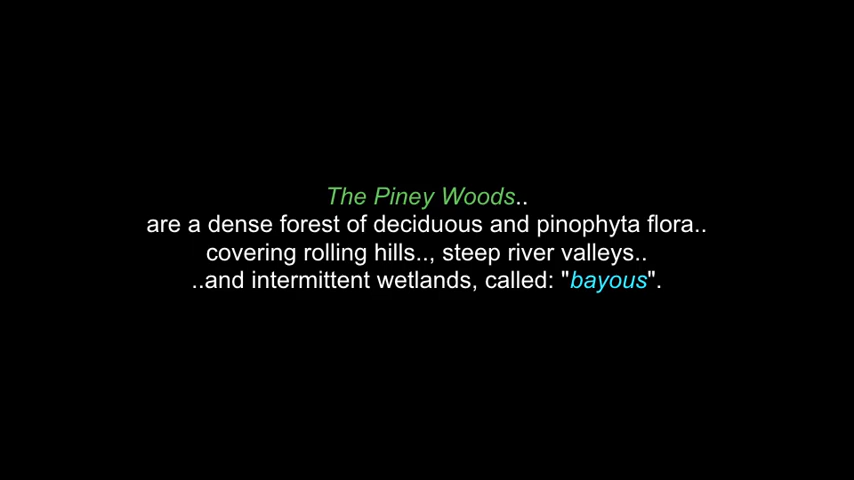 The Piney Woods..
are a dense forest of deciduous and pinophyta flora..
covering rolling hills.., steep river valleys..
..and intermittent wetlands, called: "bayous".